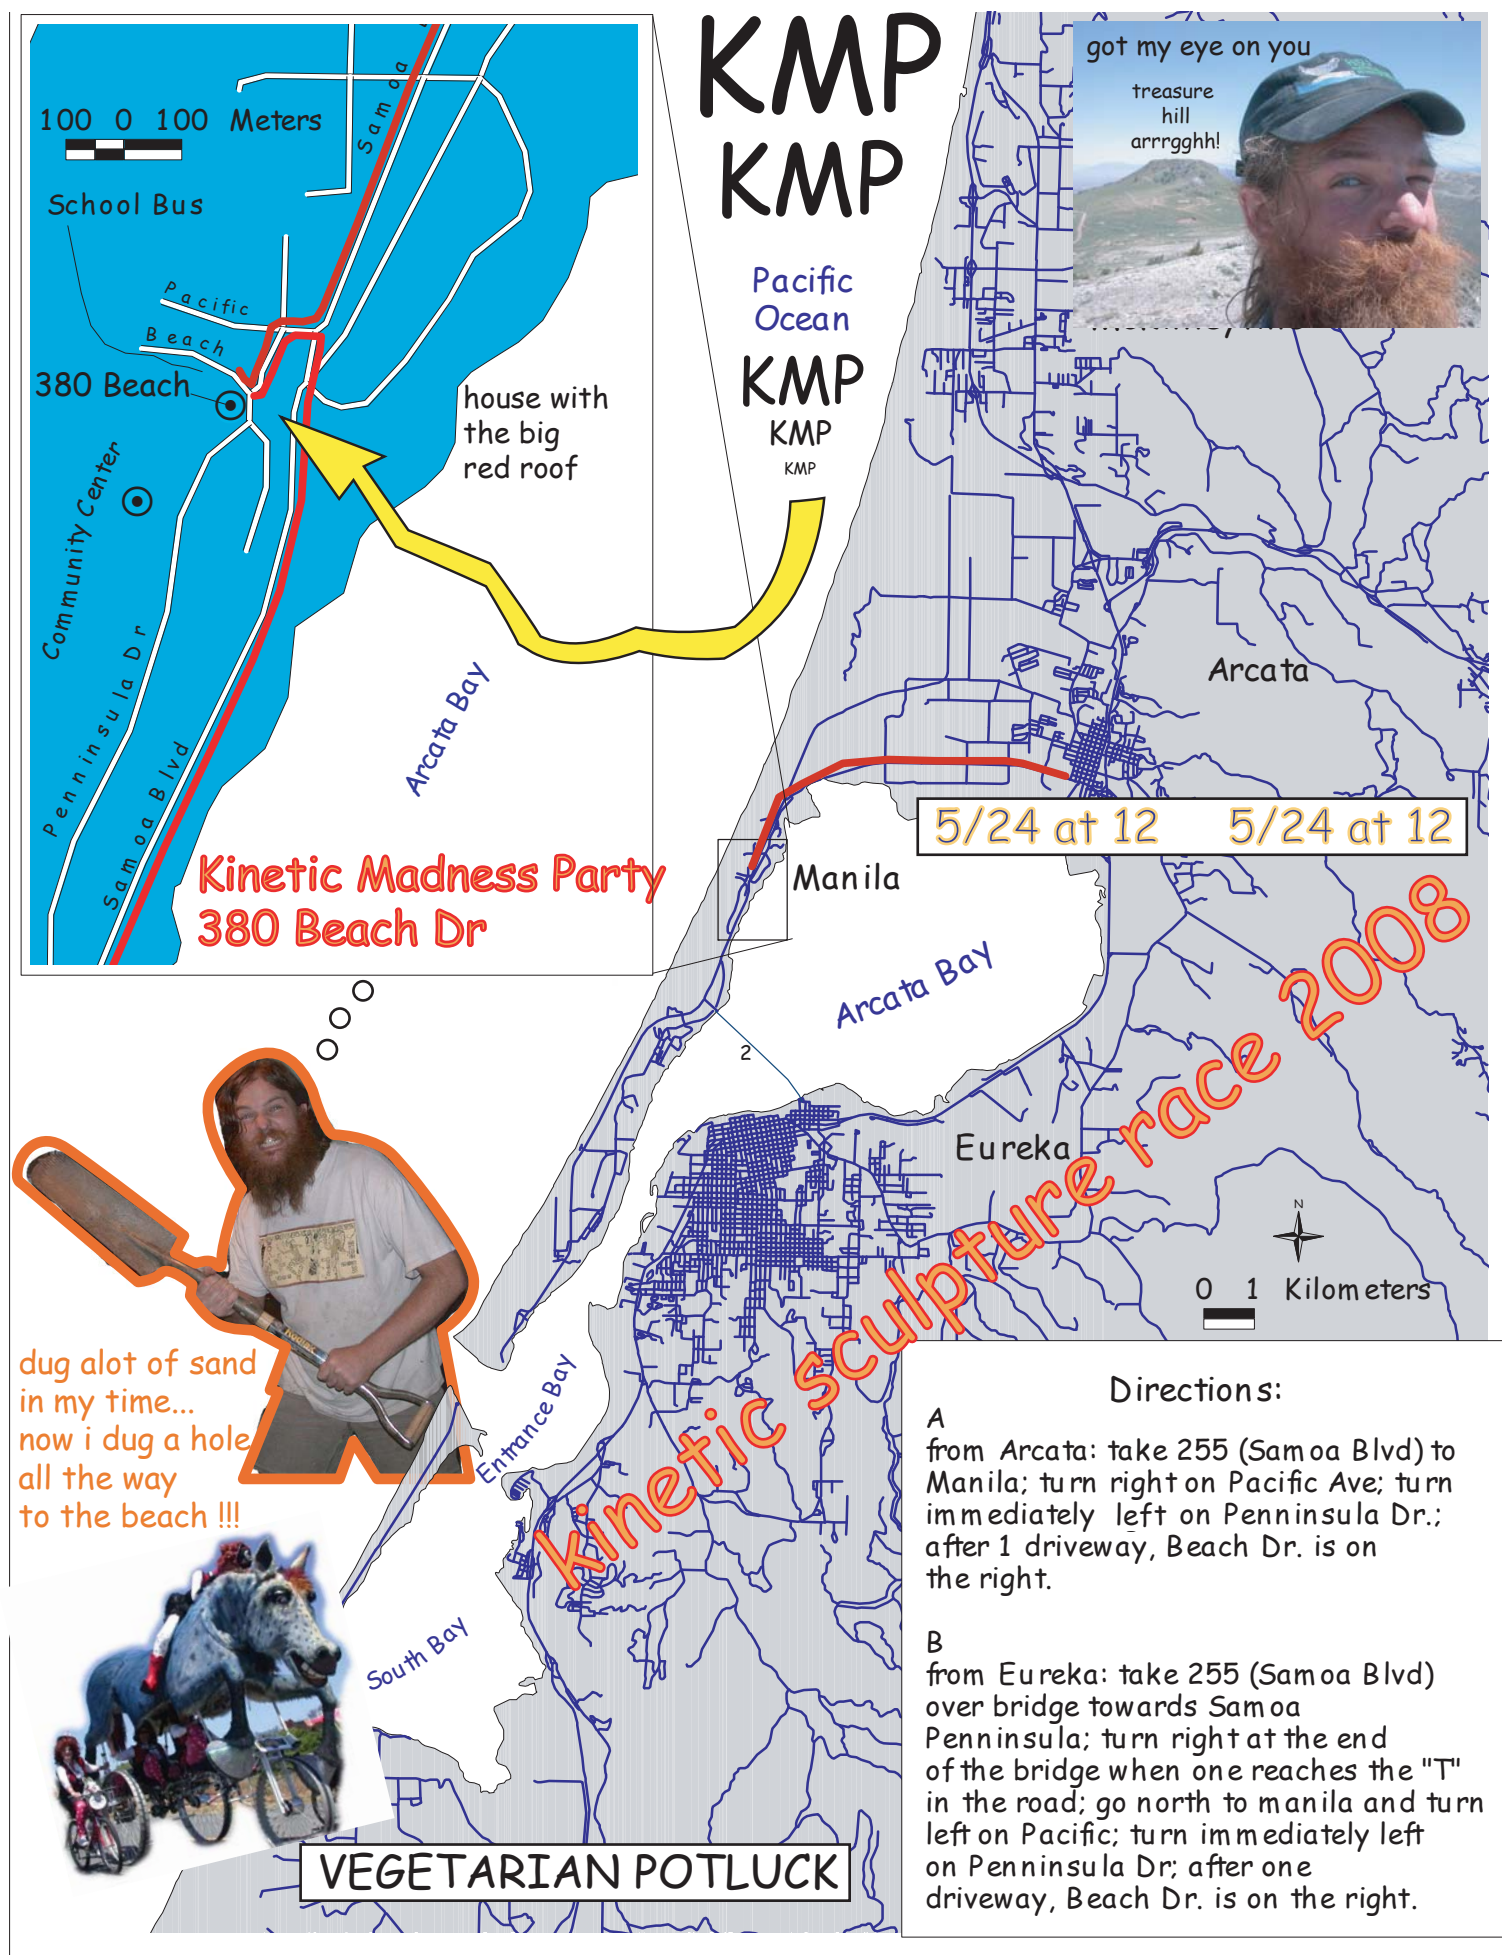 KMP
KMP
Pacific
Ocean
KMP
KMP
KMP
got my eye on you
treasure
hill
arrrgghh!
100 0 100 Meters
School Bus
Samoa
Pacific
Beach
380 Beach
house with
the big
red roof
Community Center
Penninsula Dr
Samoa Blvd
Arcata Bay
Kinetic Madness Party
380 Beach Dr
Arcata
5/24 at 12 5/24 at 12
Manila
Arcata Bay
2
Eureka
kinetic sculpture race 2008
N
0 1 Kilometers
Entrance Bay
South Bay
dug alot of sand
in my time...
now i dug a hole
all the way
to the beach !!!
Directions:
A
from Arcata: take 255 (Samoa Blvd) to
Manila; turn right on Pacific Ave; turn
immediately left on Penninsula Dr.;
after 1 driveway, Beach Dr. is on
the right.
B
from Eureka: take 255 (Samoa Blvd)
over bridge towards Samoa
Penninsula; turn right at the end
of the bridge when one reaches the "T"
in the road; go north to manila and turn
left on Pacific; turn immediately left
on Penninsula Dr; after one
driveway, Beach Dr. is on the right.
VEGETARIAN POTLUCK